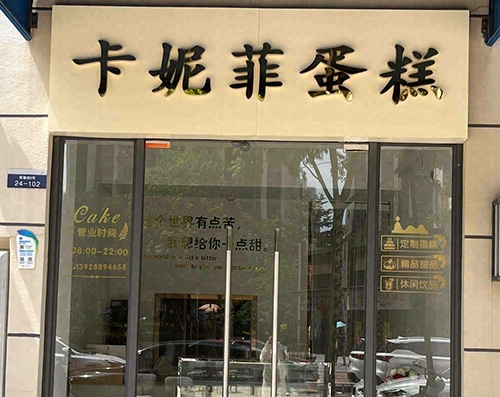 卡妮菲蛋糕
24-102
Cake
营业时间
08:00-22:00
13928894658
这个世界有点苦，
我想给你一点甜。
定制蛋糕
精品甜品
休闲饮品